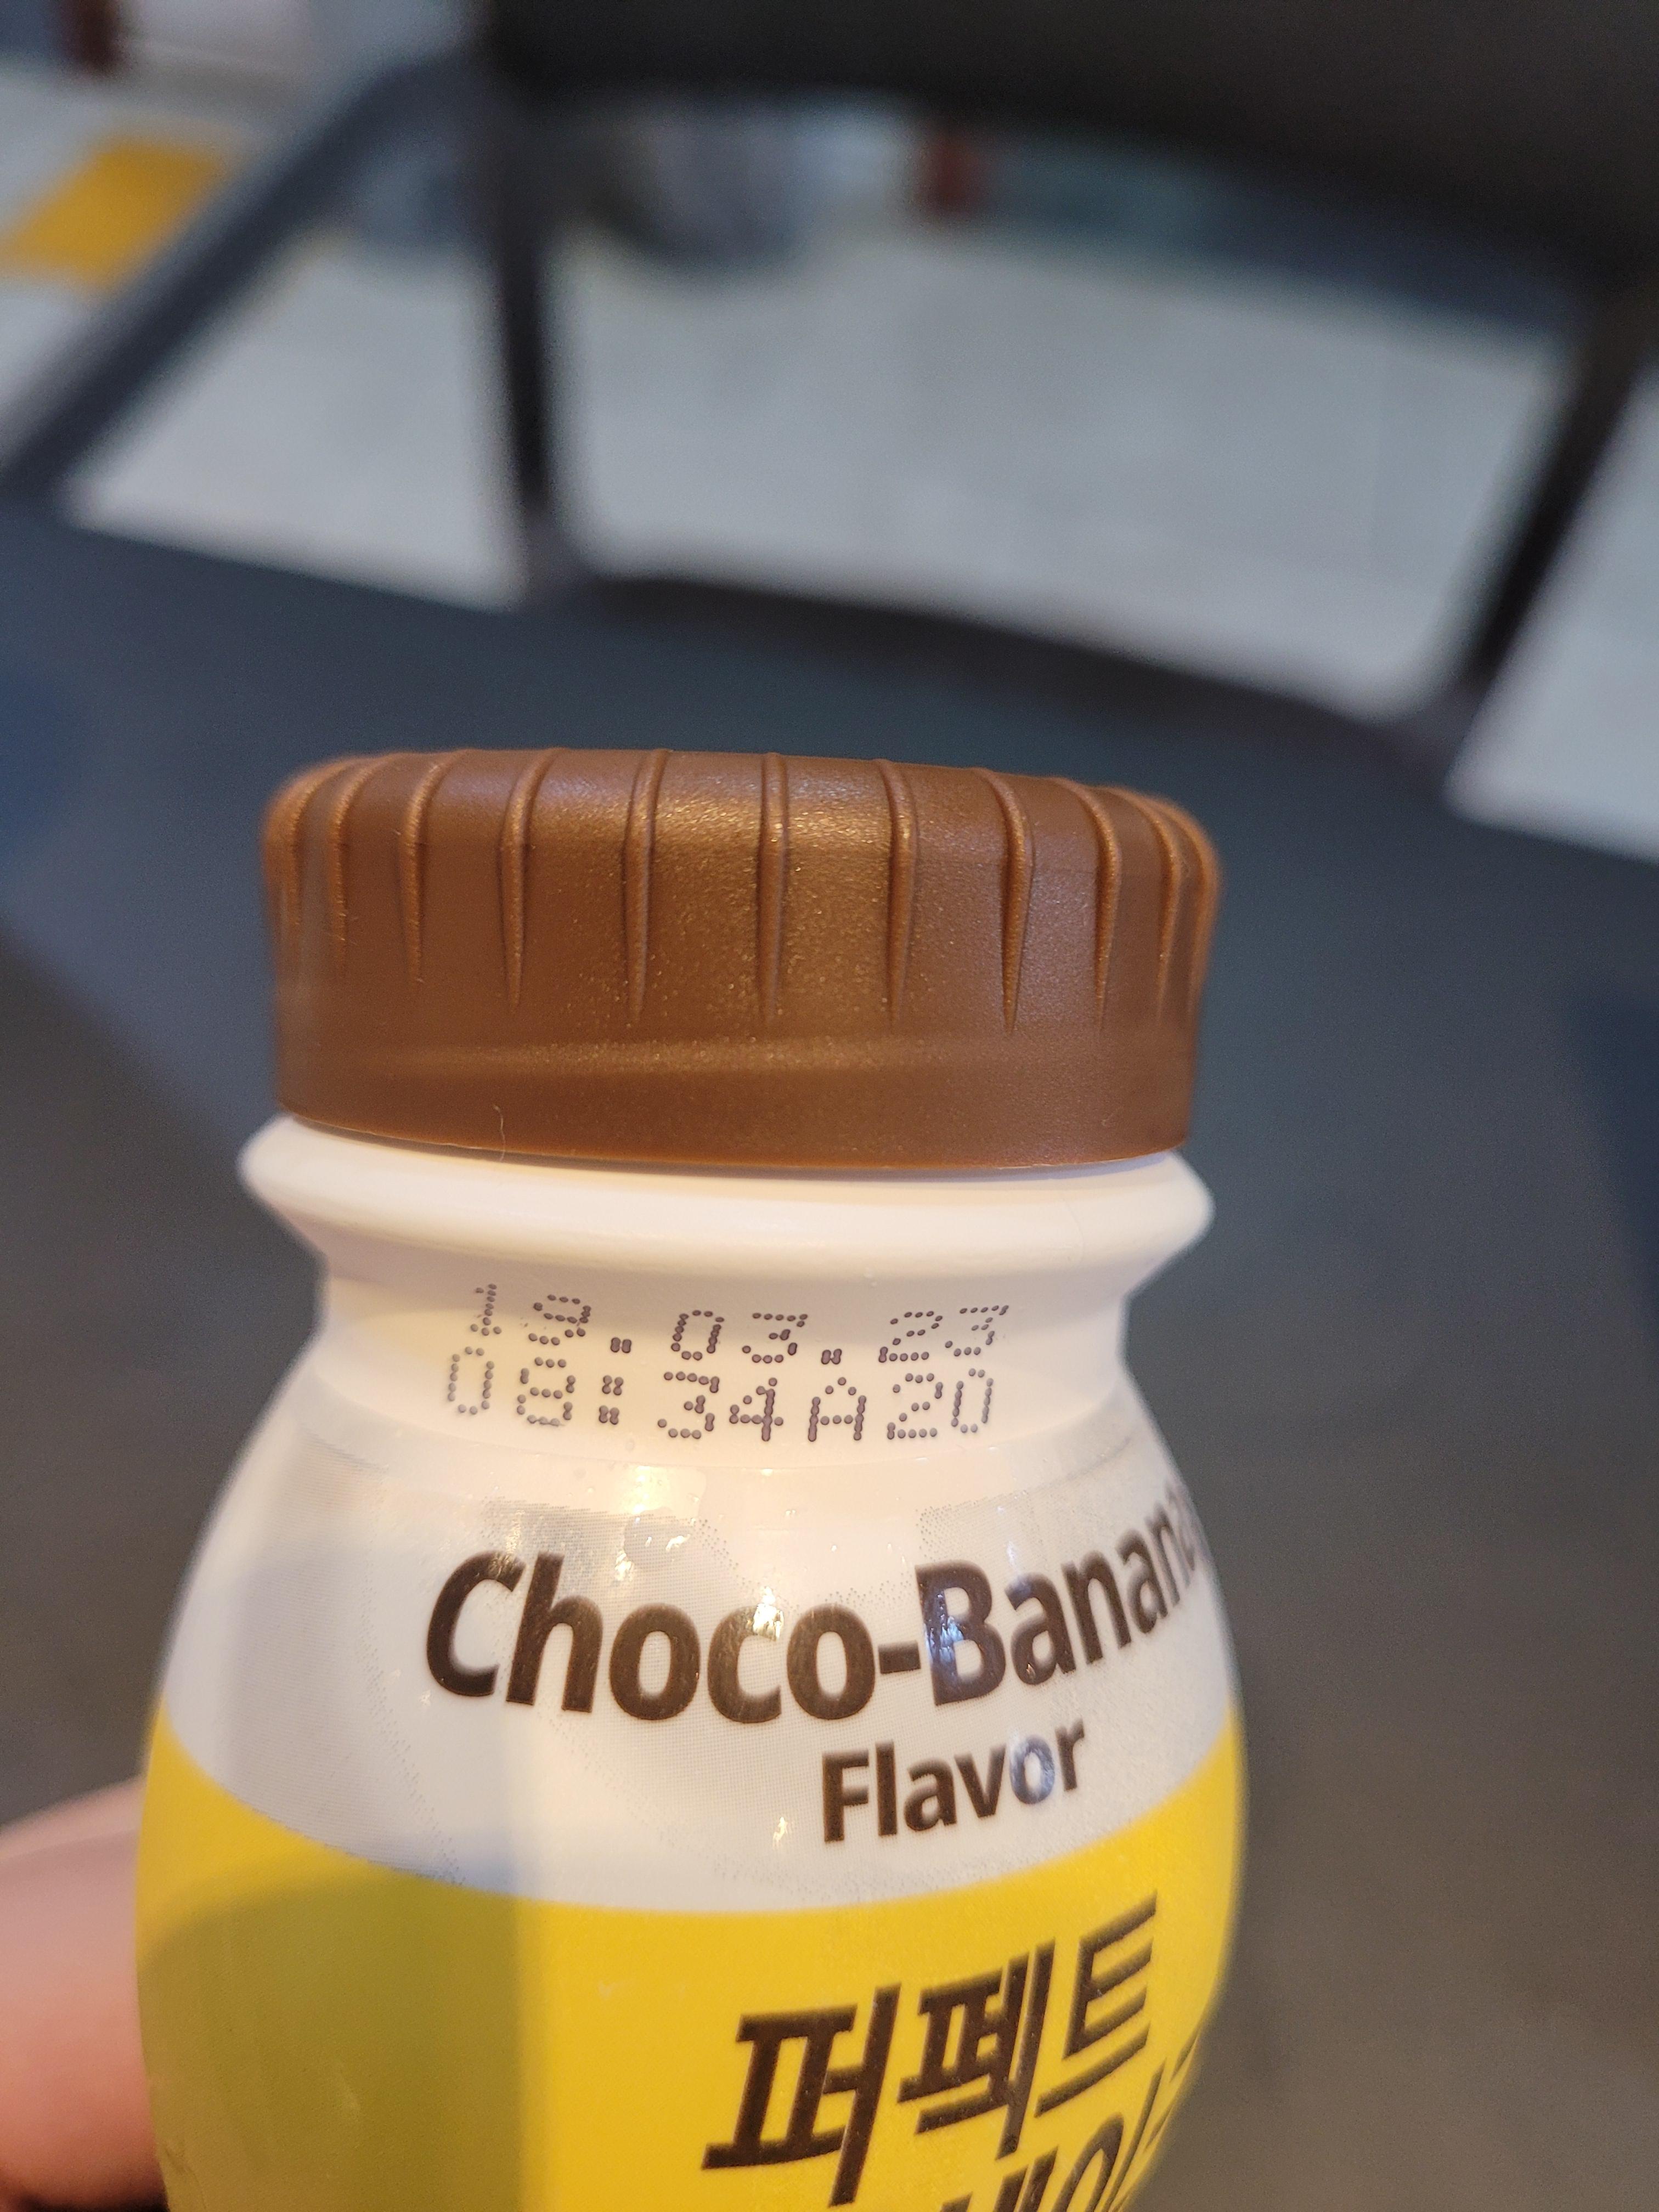 19.03.23
08:34A20
Choco-Banana
Flavor
퍼펙트